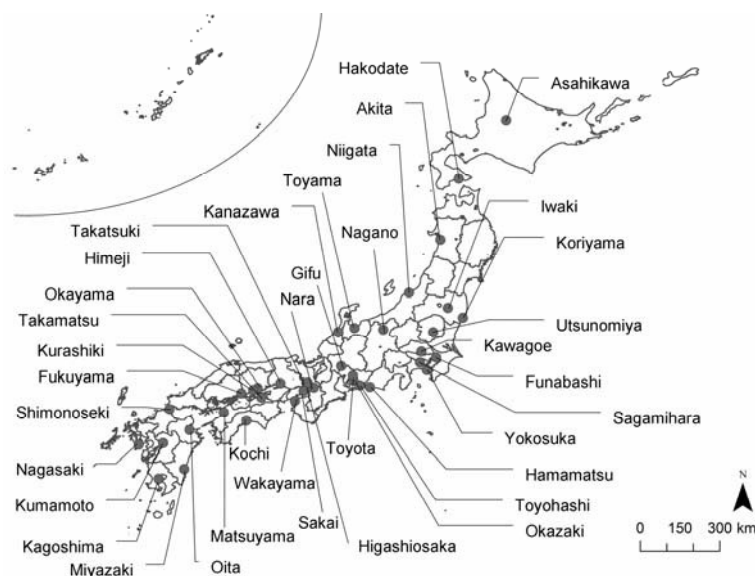 Hakodate
Asahikawa
Akita
Niigata
Toyama
Iwaki
Kanazawa
Takatsuki
Nagano
Koriyama
Himeji
Gifu
Okayama
Nara
Takamatsu
Utsunomiya
Kawagoe
Kurashiki
Funabashi
Fukuyama
Sagamihara
Shimonoseki
Yokosuka
Kochi
Toyota
Nagasaki
Hamamatsu
Wakayama
N
Kumamoto
Toyohashi
Sakai
Okazaki
0 150 300 km
Matsuyama
Higashiosaka
Kagoshima
Oita
Miyazaki